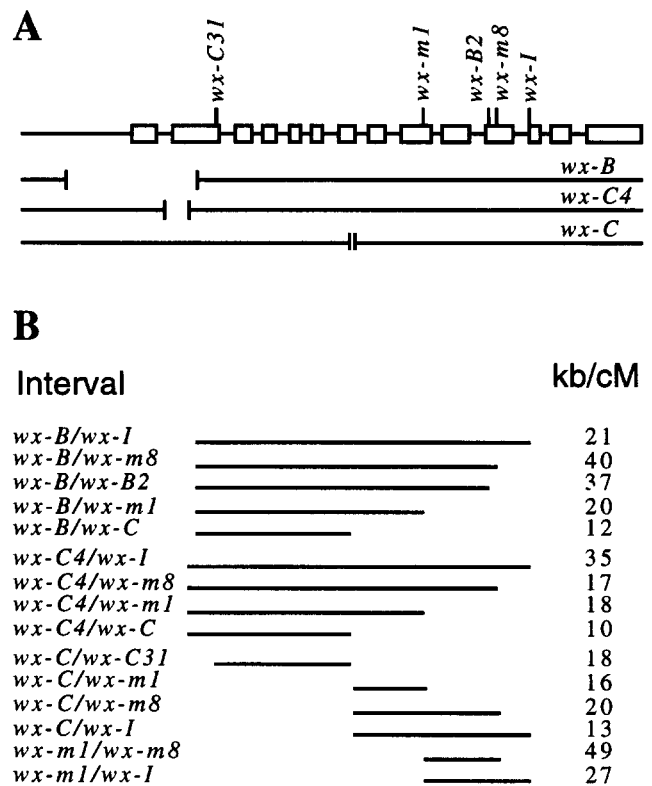 A
wx-C31
wx-m1
wx-B2
wx-m8
wx-I
wx-B
wx-C4
wx-C
B
Interval kb/cM
wx-B/wx-I 21
wx-B/wx-m8 40
wx-B/wx-B2 37
wx-B/wx-m1 20
wx-B/wx-C 12
wx-C4/wx-I 35
wx-C4/wx-m8 17
wx-C4/wx-m1 18
wx-C4/wx-C 10
wx-C/wx-C31 18
wx-C/wx-m1 16
wx-C/wx-m8 20
wx-C/wx-I 13
wx-m1/wx-m8 49
wx-m1/wx-I 27